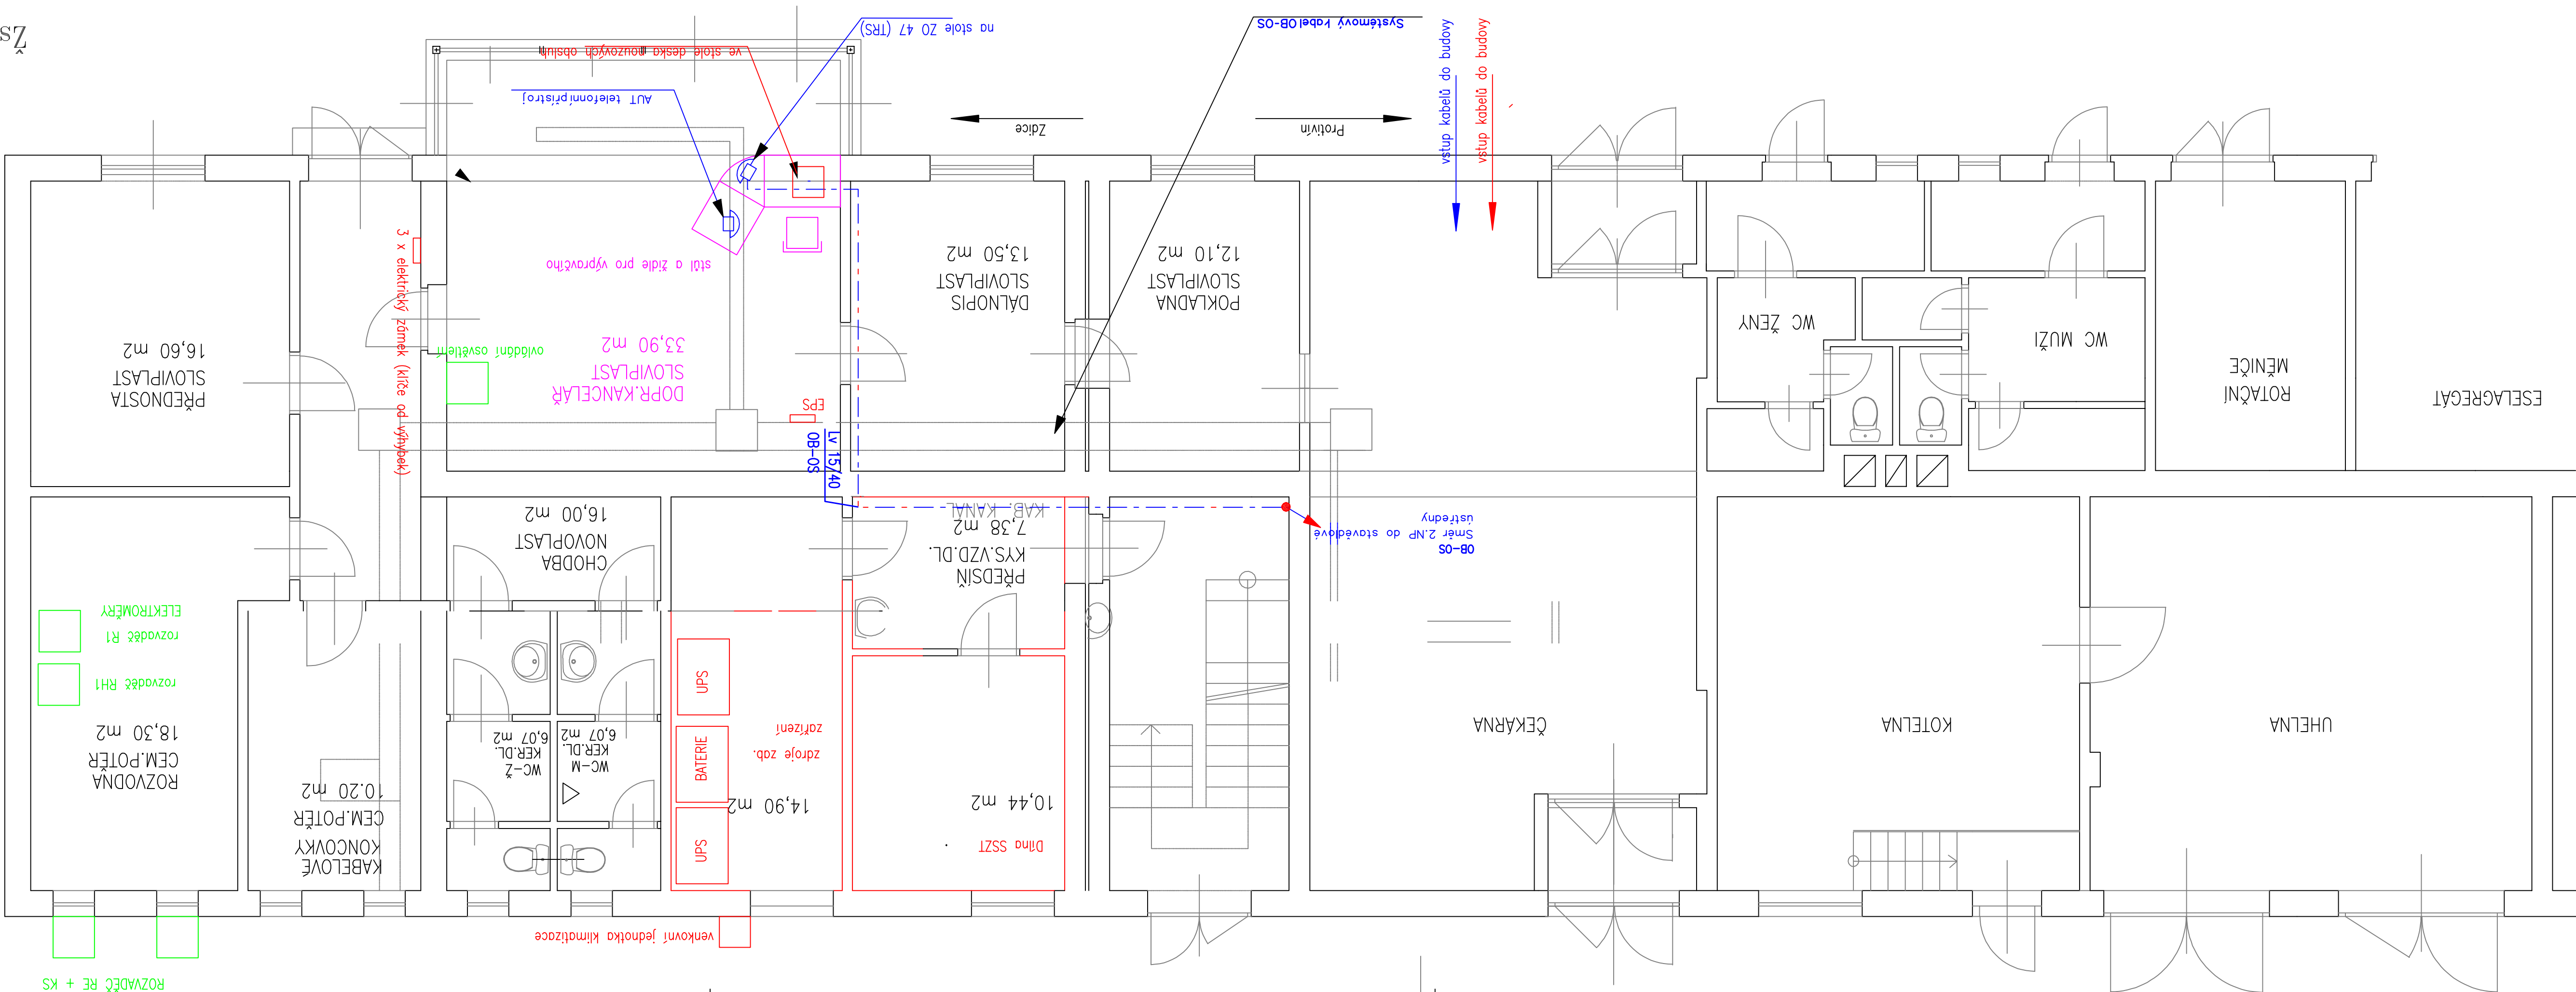 ŽS
na stole ZO 47 (TRS)
ve stole deska nouzových obsluh
AUT telefonní přístroj
Systémový kabel OB-OS
vstup kabelů do budovy
vstup kabelů do budovy
Zdice
Protivín
3 x elektrický zámek (klíče od výhybek)
stůl a židle pro výpravčího
ovládání osvětlení
PŘEDNOSTA
SLOVIPLAST
16,60 m2
DOPR.KANCELÁŘ
SLOVIPLAST
33,90 m2
EPS
Lv 15/40
OB-OS
DÁLNOPIS
SLOVIPLAST
13,50 m2
POKLADNA
SLOVIPLAST
12,10 m2
WC ŽENY
WC MUŽI
ROTAČNÍ
MĚNIČE
ESELAGREGÁT
CHODBA
NOVOPLAST
16,00 m2
KAB. KANÁL
PŘEDSÍŇ
KYS.VZD.DL.
7,38 m2
OB-OS
Směr 2.NP do stavědlové
ústředny
ELEKTROMĚRY
rozvaděč R1
rozvaděč RH1
ROZVODNA
CEM.POTĚR
18,30 m2
KABELOVÉ
KONCOVKY
CEM.POTĚR
10.20 m2
WC-Ž
KER.DL.
6,07 m2
WC-M
KER.DL.
6,07 m2
UPS
BATERIE
UPS
zdroje zab.
zařízení
14,90 m2
10,44 m2
Dílna SSZT
ČEKÁRNA
KOTELNA
UHELNA
venkovní jednotka klimatizace
ROZVADĚČ RE + KS